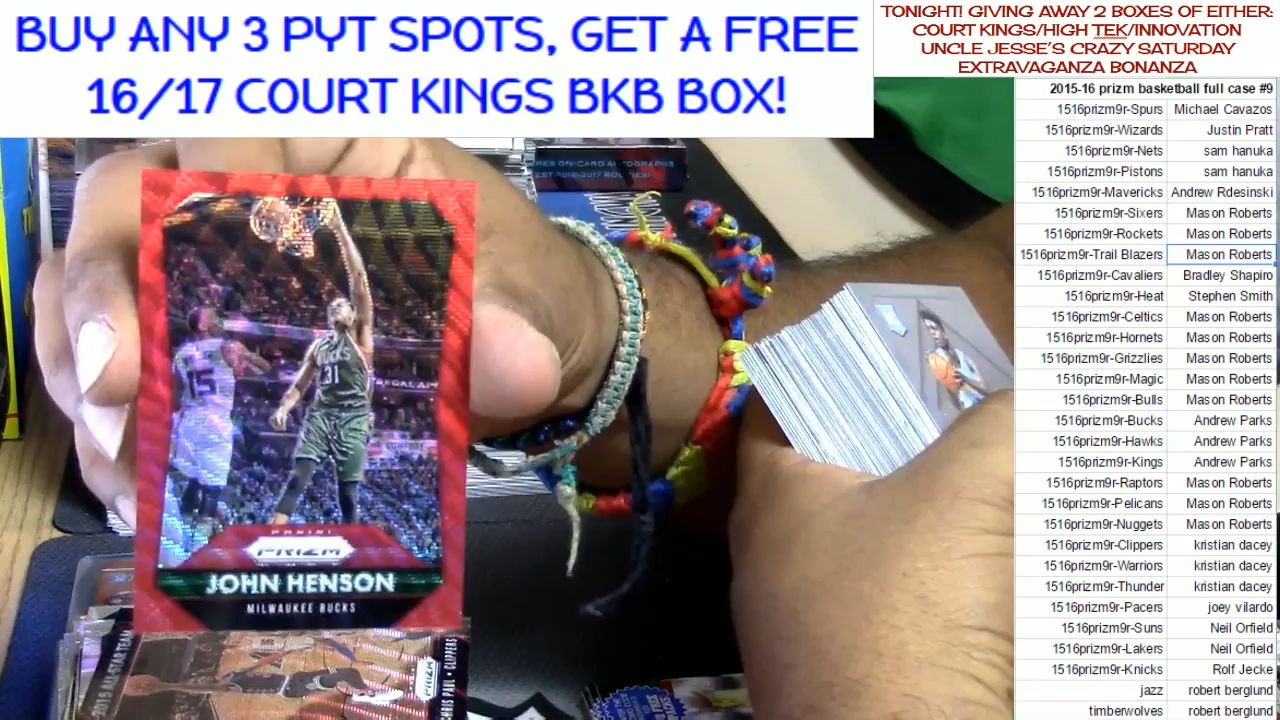 BUY ANY 3 PYT SPOTS, GET A FREE
16/17 COURT KINGS BKB BOX!
TONIGHT! GIVING AWAY 2 BOXES OF EITHER:
COURT KINGS/HIGH TEK/INNOVATION
UNCLE JESSE'S CRAZY SATURDAY
EXTRAVAGANZA BONANZA
2015-16 prizm basketball full case #9
1516prizm9r-Spurs Michael Cavazos
1516prizm9r-Wizards Justin Pratt
1516prizm9r-Nets sam hanuka
1516prizm9r-Pistons sam hanuka
1516prizm9r-Mavericks Andrew Rdesinski
1516prizm9r-Sixers Mason Roberts
1516prizm9r-Rockets Mason Roberts
1516prizm9r-Trail Blazers Mason Roberts
1516prizm9r-Cavaliers Bradley Shapiro
1516prizm9r-Heat Stephen Smith
1516prizm9r-Celtics Mason Roberts
1516prizm9r-Hornets Mason Roberts
1516prizm9r-Grizzlies Mason Roberts
1516prizm9r-Magic Mason Roberts
1516prizm9r-Bulls Mason Roberts
1516prizm9r-Bucks Andrew Parks
1516prizm9r-Hawks Andrew Parks
1516prizm9r-Kings Andrew Parks
1516prizm9r-Raptors Mason Roberts
1516prizm9r-Pelicans Mason Roberts
1516prizm9r-Nuggets Mason Roberts
1516prizm9r-Clippers kristian dacey
1516prizm9r-Warriors kristian dacey
1516prizm9r-Thunder kristian dacey
1516prizm9r-Pacers joey vilardo
1516prizm9r-Suns Neil Orfield
1516prizm9r-Lakers Neil Orfield
1516prizm9r-Knicks Rolf Jecke
jazz robert berglund
timberwolves robert berglund
BUCKS
31
15
PANINI
PRIZM
JOHN HENSON
MILWAUKEE BUCKS
PRIZM
CHRIS PAUL • CLIPPERS